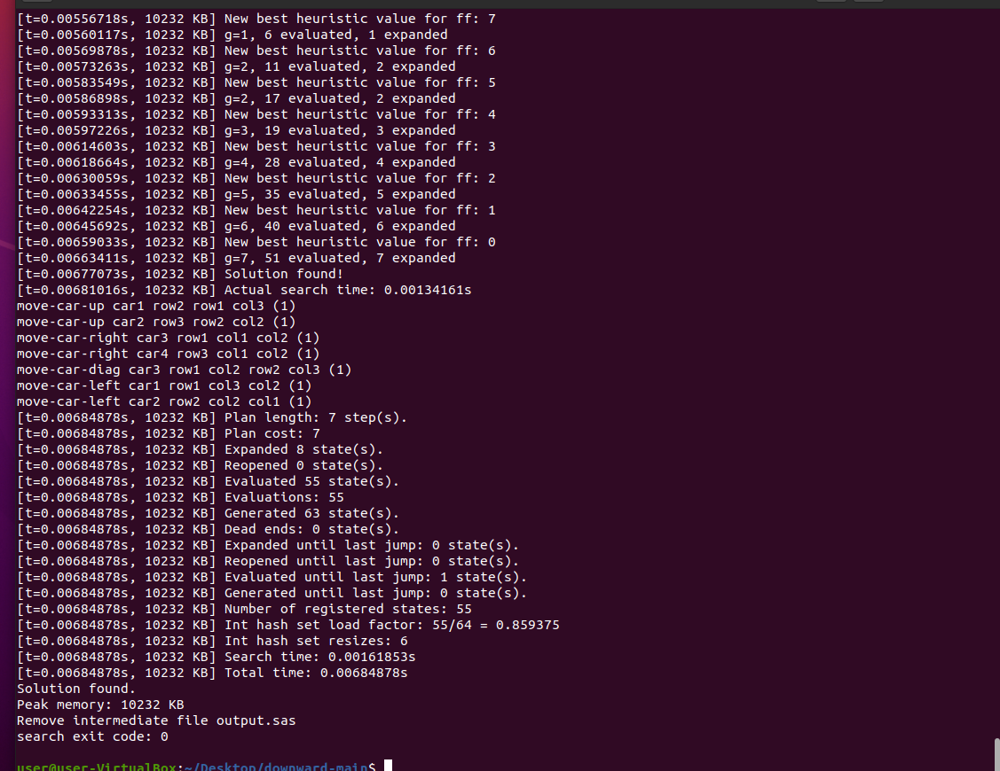 [t=0.00556718s, 10232 KB] New best heuristic value for ff: 7
[t=0.00560117s, 10232 KB] g=1, 6 evaluated, 1 expanded
[t=0.00569878s, 10232 KB] New best heuristic value for ff: 6
[t=0.00573263s, 10232 KB] g=2, 11 evaluated, 2 expanded
[t=0.00583549s, 10232 KB] New best heuristic value for ff: 5
[t=0.00586898s, 10232 KB] g=2, 17 evaluated, 2 expanded
[t=0.00593313s, 10232 KB] New best heuristic value for ff: 4
[t=0.00597226s, 10232 KB] g=3, 19 evaluated, 3 expanded
[t=0.00614603s, 10232 KB] New best heuristic value for ff: 3
[t=0.00618664s, 10232 KB] g=4, 28 evaluated, 4 expanded
[t=0.00630059s, 10232 KB] New best heuristic value for ff: 2
[t=0.00633455s, 10232 KB] g=5, 35 evaluated, 5 expanded
[t=0.00642254s, 10232 KB] New best heuristic value for ff: 1
[t=0.00645692s, 10232 KB] g=6, 40 evaluated, 6 expanded
[t=0.00659033s, 10232 KB] New best heuristic value for ff: 0
[t=0.00663411s, 10232 KB] g=7, 51 evaluated, 7 expanded
[t=0.00677073s, 10232 KB] Solution found!
[t=0.00681016s, 10232 KB] Actual search time: 0.00134161s
move-car-up car1 row2 row1 col3 (1)
move-car-up car2 row3 row2 col2 (1)
move-car-right car3 row1 col1 col2 (1)
move-car-right car4 row3 col1 col2 (1)
move-car-diag car3 row1 col2 row2 col3 (1)
move-car-left car1 row1 col3 col2 (1)
move-car-left car2 row2 col2 col1 (1)
[t=0.00684878s, 10232 KB] Plan length: 7 step(s).
[t=0.00684878s, 10232 KB] Plan cost: 7
[t=0.00684878s, 10232 KB] Expanded 8 state(s).
[t=0.00684878s, 10232 KB] Reopened 0 state(s).
[t=0.00684878s, 10232 KB] Evaluated 55 state(s).
[t=0.00684878s, 10232 KB] Evaluations: 55
[t=0.00684878s, 10232 KB] Generated 63 state(s).
[t=0.00684878s, 10232 KB] Dead ends: 0 state(s).
[t=0.00684878s, 10232 KB] Expanded until last jump: 0 state(s).
[t=0.00684878s, 10232 KB] Reopened until last jump: 0 state(s).
[t=0.00684878s, 10232 KB] Evaluated until last jump: 1 state(s).
[t=0.00684878s, 10232 KB] Generated until last jump: 0 state(s).
[t=0.00684878s, 10232 KB] Number of registered states: 55
[t=0.00684878s, 10232 KB] Int hash set load factor: 55/64 = 0.859375
[t=0.00684878s, 10232 KB] Int hash set resizes: 6
[t=0.00684878s, 10232 KB] Search time: 0.00161853s
[t=0.00684878s, 10232 KB] Total time: 0.00684878s
Solution found.
Peak memory: 10232 KB
Remove intermediate file output.sas
search exit code: 0
user@user-VirtualBox:~/Desktop/downward-main$